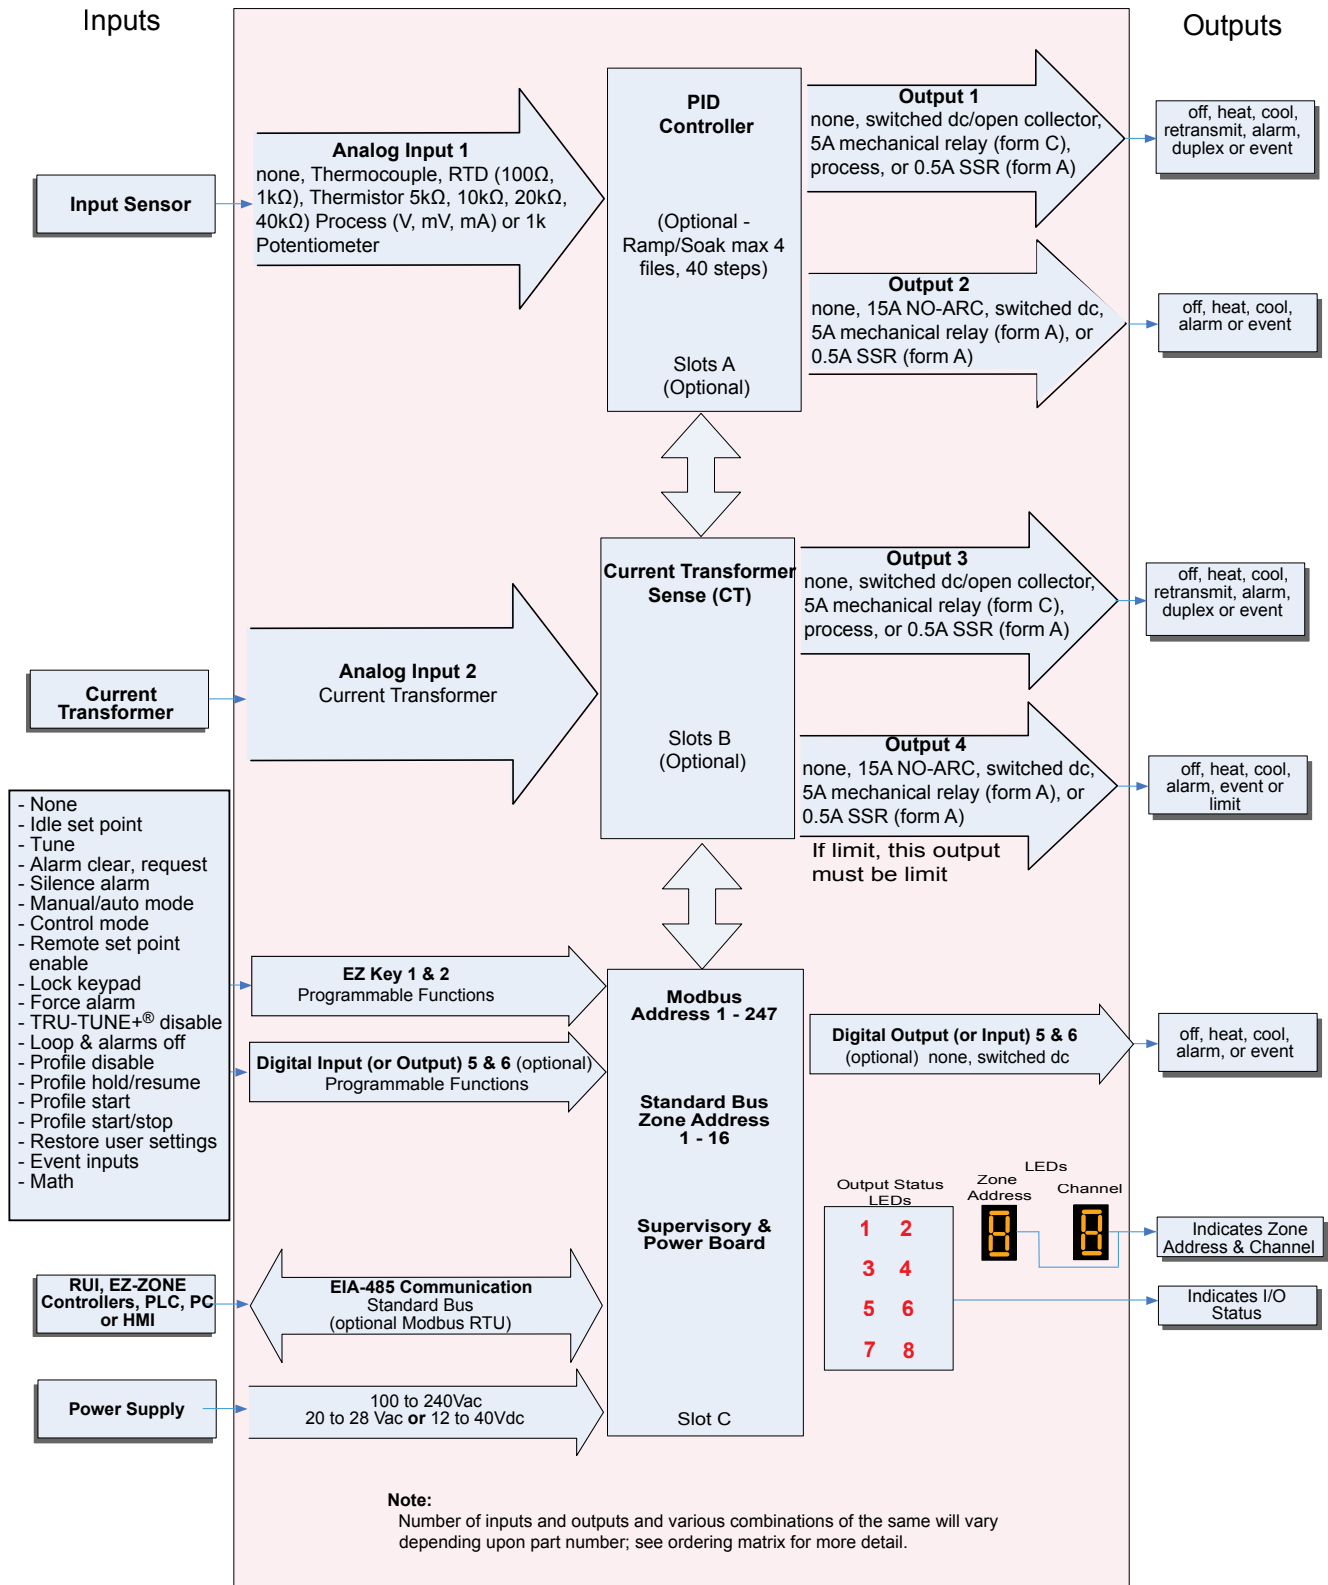 Inputs
Outputs
PID
Controller
(Optional -
Ramp/Soak max 4
files, 40 steps)
Slots A
(Optional)
Input Sensor
Analog Input 1
none, Thermocouple, RTD (100Ω,
1kΩ), Thermistor 5kΩ, 10kΩ, 20kΩ,
40kΩ) Process (V, mV, mA) or 1k
Potentiometer
Output 1
none, switched dc/open collector,
5A mechanical relay (form C),
process, or 0.5A SSR (form A)
off, heat, cool,
retransmit, alarm,
duplex or event
Output 2
none, 15A NO-ARC, switched dc,
5A mechanical relay (form A), or
0.5A SSR (form A)
off, heat, cool,
alarm or event
Current Transformer
Sense (CT)
Slots B
(Optional)
Current
Transformer
Analog Input 2
Current Transformer
Output 3
none, switched dc/open collector,
5A mechanical relay (form C),
process, or 0.5A SSR (form A)
off, heat, cool,
retransmit, alarm,
duplex or event
Output 4
none, 15A NO-ARC, switched dc,
5A mechanical relay (form A), or
0.5A SSR (form A)
If limit, this output
must be limit
off, heat, cool,
alarm, event or
limit
- None
- Idle set point
- Tune
- Alarm clear, request
- Silence alarm
- Manual/auto mode
- Control mode
- Remote set point
enable
- Lock keypad
- Force alarm
- TRU-TUNE+® disable
- Loop & alarms off
- Profile disable
- Profile hold/resume
- Profile start
- Profile start/stop
- Restore user settings
- Event inputs
- Math
EZ Key 1 & 2
Programmable Functions
Digital Input (or Output) 5 & 6 (optional)
Programmable Functions
Modbus
Address 1 - 247
Standard Bus
Zone Address
1 - 16
Supervisory &
Power Board
Slot C
Digital Output (or Input) 5 & 6
(optional) none, switched dc
off, heat, cool,
alarm, or event
Output Status
LEDs
1 2
3 4
5 6
7 8
LEDs
Zone
Address
Channel
8
8
Indicates Zone
Address & Channel
Indicates I/O
Status
RUI, EZ-ZONE
Controllers, PLC, PC
or HMI
EIA-485 Communication
Standard Bus
(optional Modbus RTU)
Power Supply
100 to 240Vac
20 to 28 Vac or 12 to 40Vdc
Note:
Number of inputs and outputs and various combinations of the same will vary
depending upon part number; see ordering matrix for more detail.